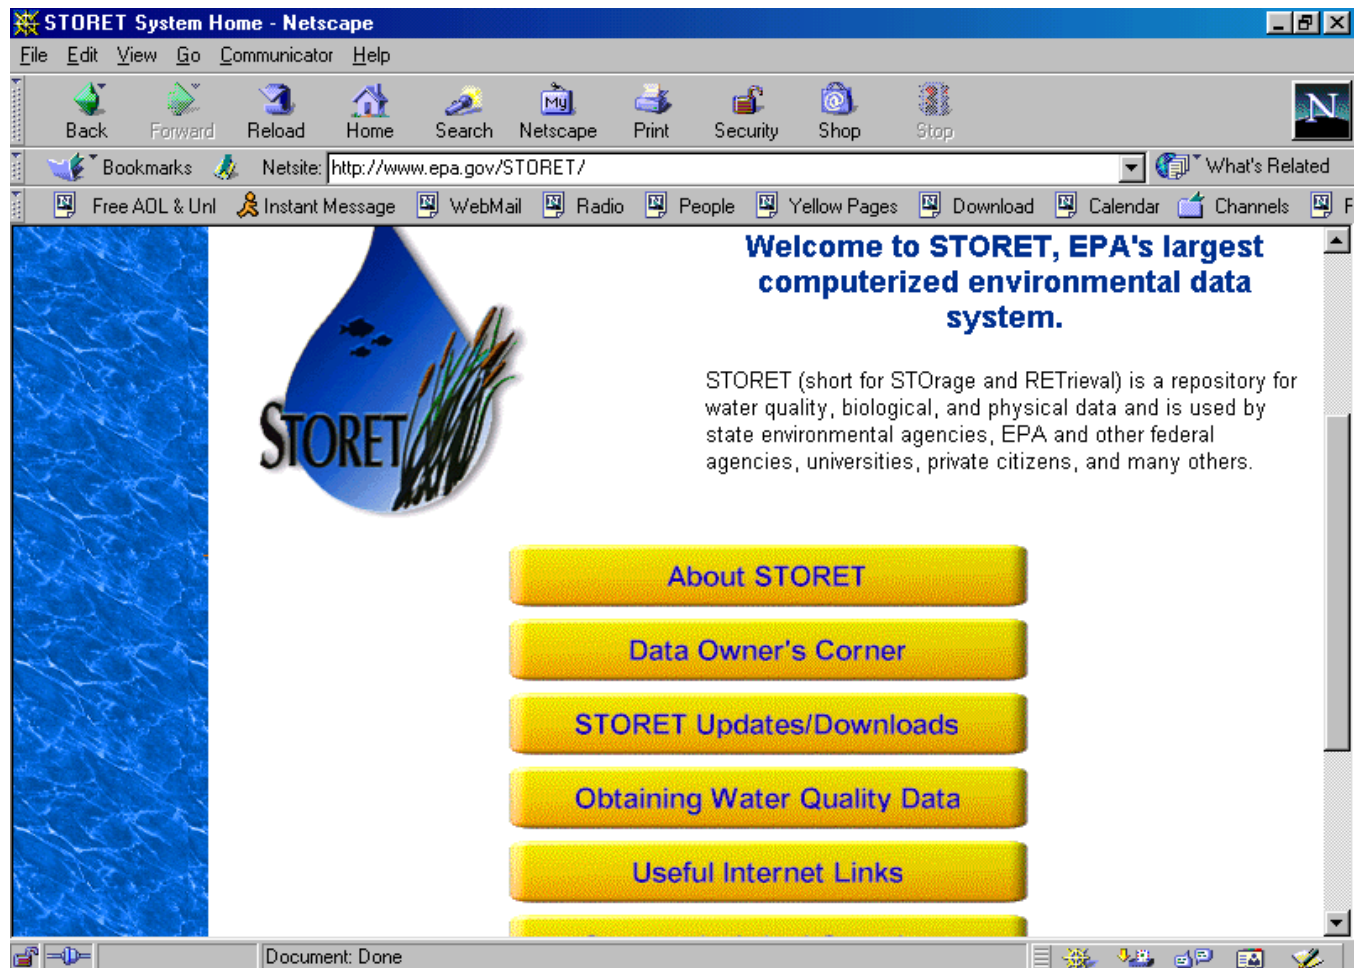 STORET System Home - Netscape
File Edit View Go Communicator Help
Back Forward Reload Home Search Netscape Print Security Shop Stop
My
N
Bookmarks Netsite: http://www.epa.gov/STORET/ What's Related
Free AOL & Unl Instant Message WebMail Radio People Yellow Pages Download Calendar Channels F
Welcome to STORET, EPA's largest
computerized environmental data
system.
STORET (short for STOrage and RETrieval) is a repository for
water quality, biological, and physical data and is used by
state environmental agencies, EPA and other federal
agencies, universities, private citizens, and many others.
STORET
About STORET
Data Owner's Corner
STORET Updates/Downloads
Obtaining Water Quality Data
Useful Internet Links
Document: Done